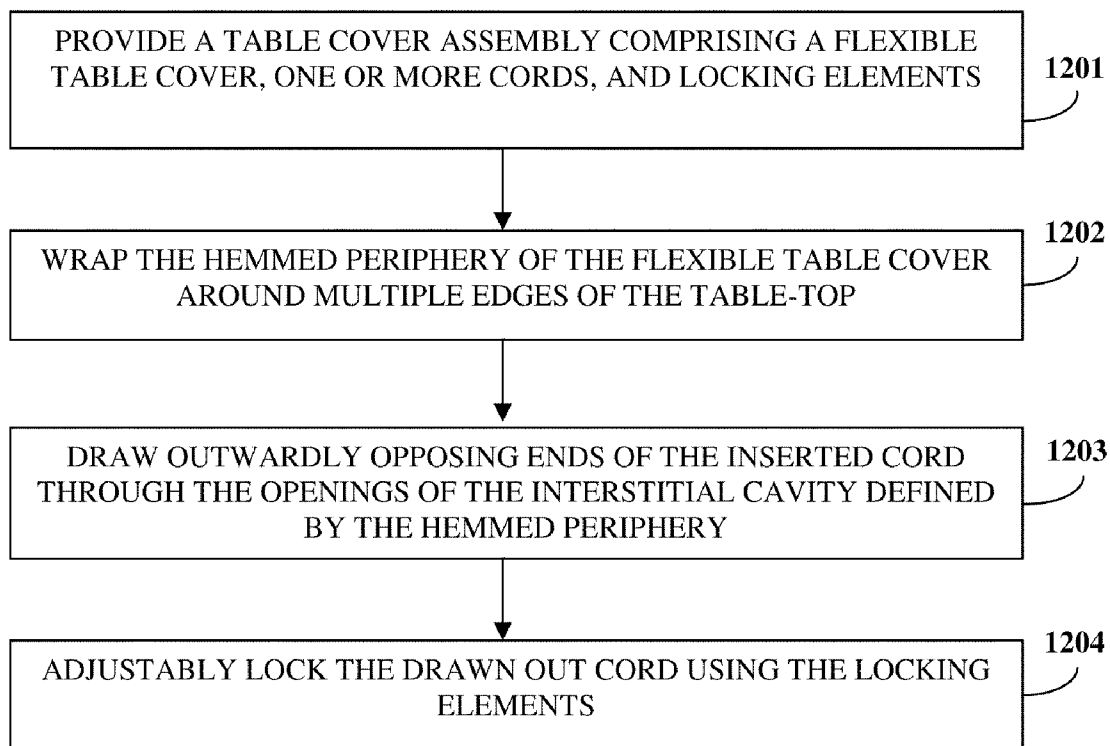 PROVIDE A TABLE COVER ASSEMBLY COMPRISING A FLEXIBLE
TABLE COVER, ONE OR MORE CORDS, AND LOCKING ELEMENTS
1201
WRAP THE HEMMED PERIPHERY OF THE FLEXIBLE TABLE COVER
AROUND MULTIPLE EDGES OF THE TABLE-TOP
1202
DRAW OUTWARDLY OPPOSING ENDS OF THE INSERTED CORD
THROUGH THE OPENINGS OF THE INTERSTITIAL CAVITY DEFINED
BY THE HEMMED PERIPHERY
1203
ADJUSTABLY LOCK THE DRAWN OUT CORD USING THE LOCKING
ELEMENTS
1204